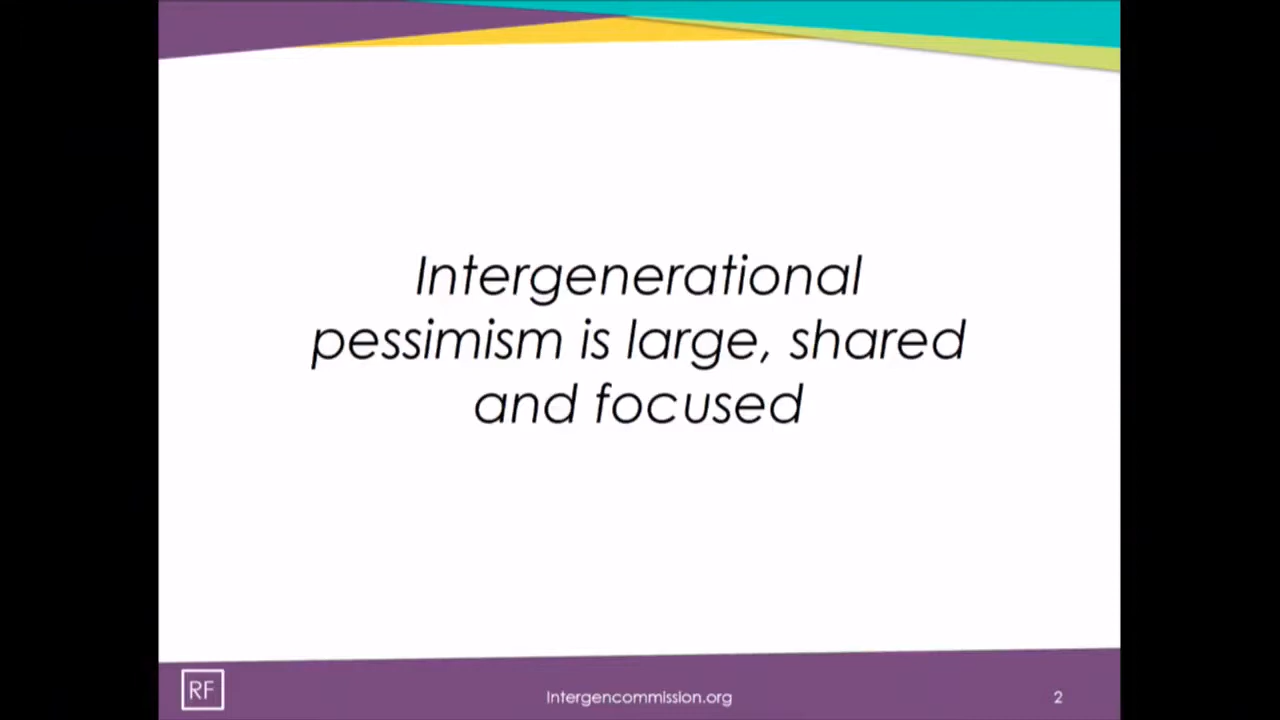 Intergenerational
pessimism is large, shared
and focused
RF
Intergencommission.org
2